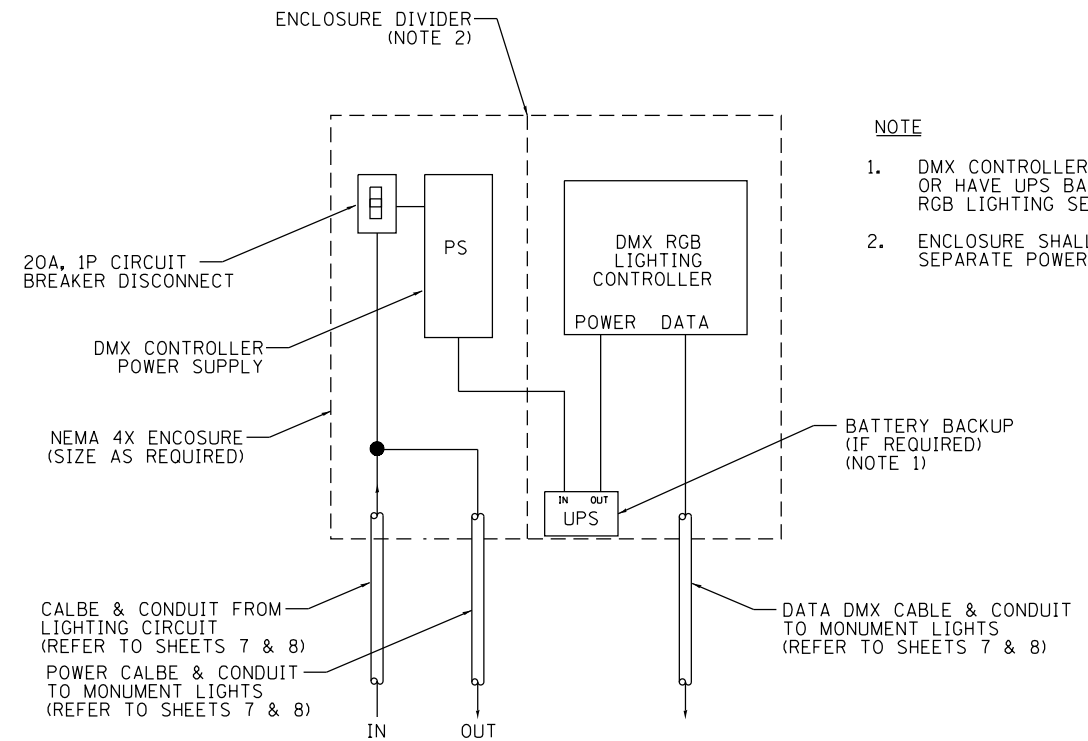 ENCLOSURE DIVIDER
(NOTE 2)
NOTE
1. DMX CONTROLLER
OR HAVE UPS BA
RGB LIGHTING SE
2. ENCLOSURE SHALL
SEPARATE POWER
20A, 1P CIRCUIT
BREAKER DISCONNECT
PS
DMX RGB
LIGHTING
CONTROLLER
POWER DATA
DMX CONTROLLER
POWER SUPPLY
NEMA 4X ENCOSURE
(SIZE AS REQUIRED)
BATTERY BACKUP
(IF REQUIRED)
(NOTE 1)
IN OUT
UPS
CALBE & CONDUIT FROM
LIGHTING CIRCUIT
(REFER TO SHEETS 7 & 8)
POWER CALBE & CONDUIT
TO MONUMENT LIGHTS
(REFER TO SHEETS 7 & 8)
DATA DMX CABLE & CONDUIT
TO MONUMENT LIGHTS
(REFER TO SHEETS 7 & 8)
IN OUT